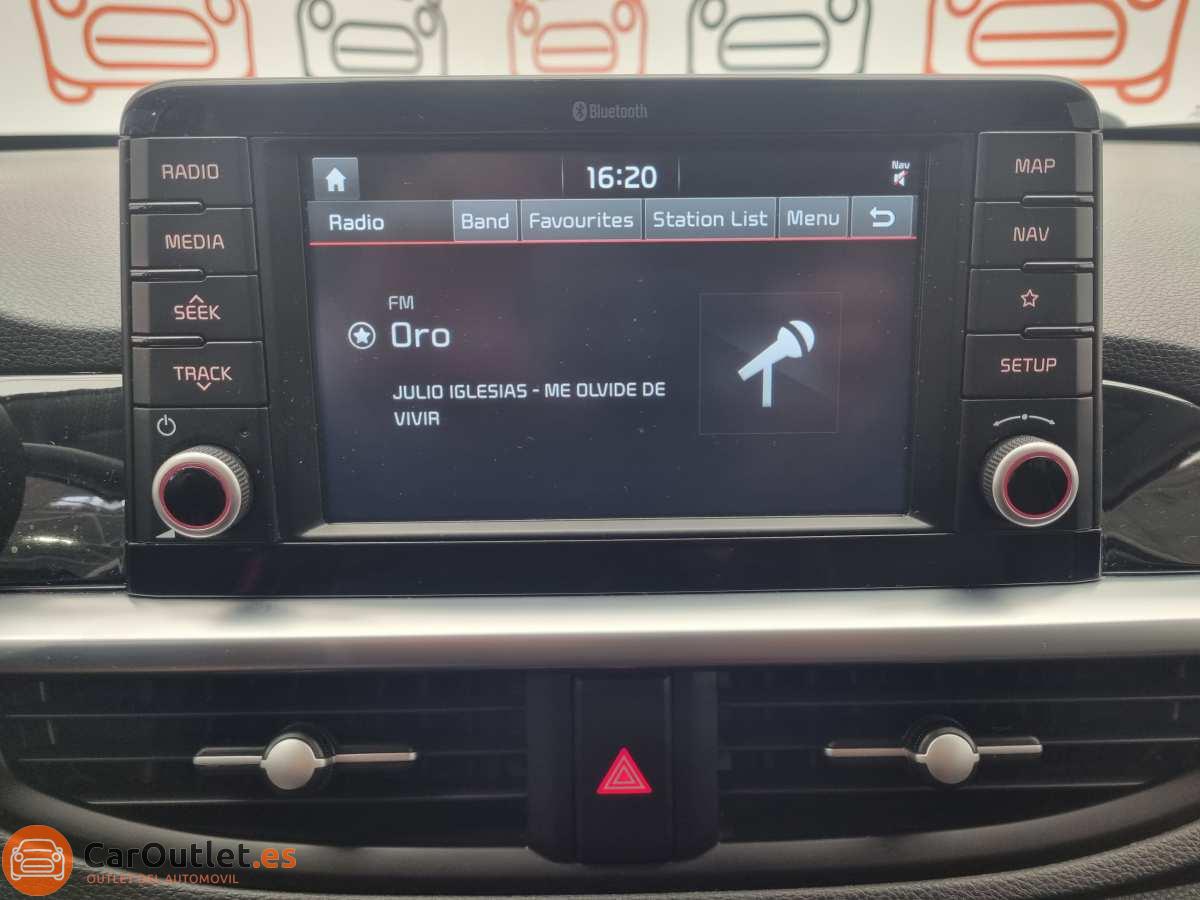 Bluetooth
RADIO
MEDIA
SEEK
TRACK
16:20
Nav
Radio Band Favourites Station List Menu
FM
Oro
JULIO IGLESIAS - ME OLVIDE DE
VIVIR
MAP
NAV
SETUP
CarOutlet.es
OUTLET DEL AUTOMOVIL